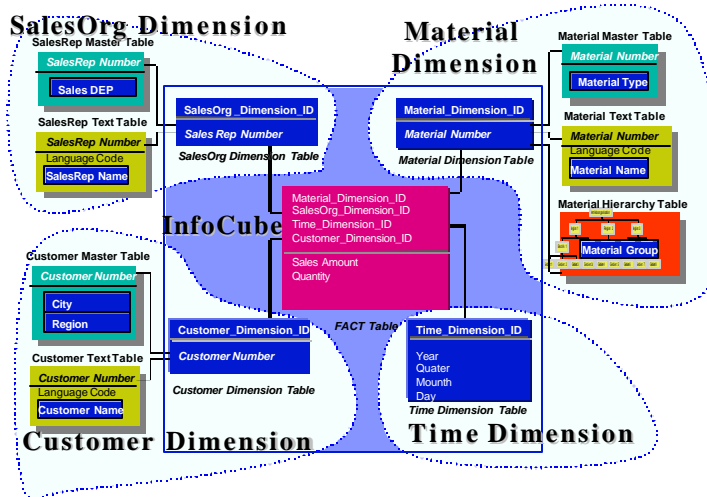 SalesOrg Dimension
SalesRep Master Table
SalesRep Number
Sales DEP
SalesRep Text Table
SalesRep Number
Language Code
SalesRep Name
SalesOrg _Dimension_ID
Sales Rep Number
SalesOrg Dimension Table
Material
Dimension
Material_Dimension_ID
Material Number
Material Dimension Table
Material Master Table
Material Number
Material Type
Material Text Table
Material Number
Language Code
Material Name
Material Hierarchy Table
Material Group
InfoCube
Material_Dimension_ID
SalesOrg_Dimension_ID
Time_Dimension_ID
Customer_Dimension_ID
Sales Amount
Quantity
FACT Table
Customer Master Table
Customer Number
City
Region
Customer Text Table
Customer Number
Language Code
Customer Name
Customer_Dimension_ID
Customer Number
Customer Dimension Table
Customer Dimension
Time_Dimension_ID
Year
Quater
Mounth
Day
Time Dimension Table
Time Dimension